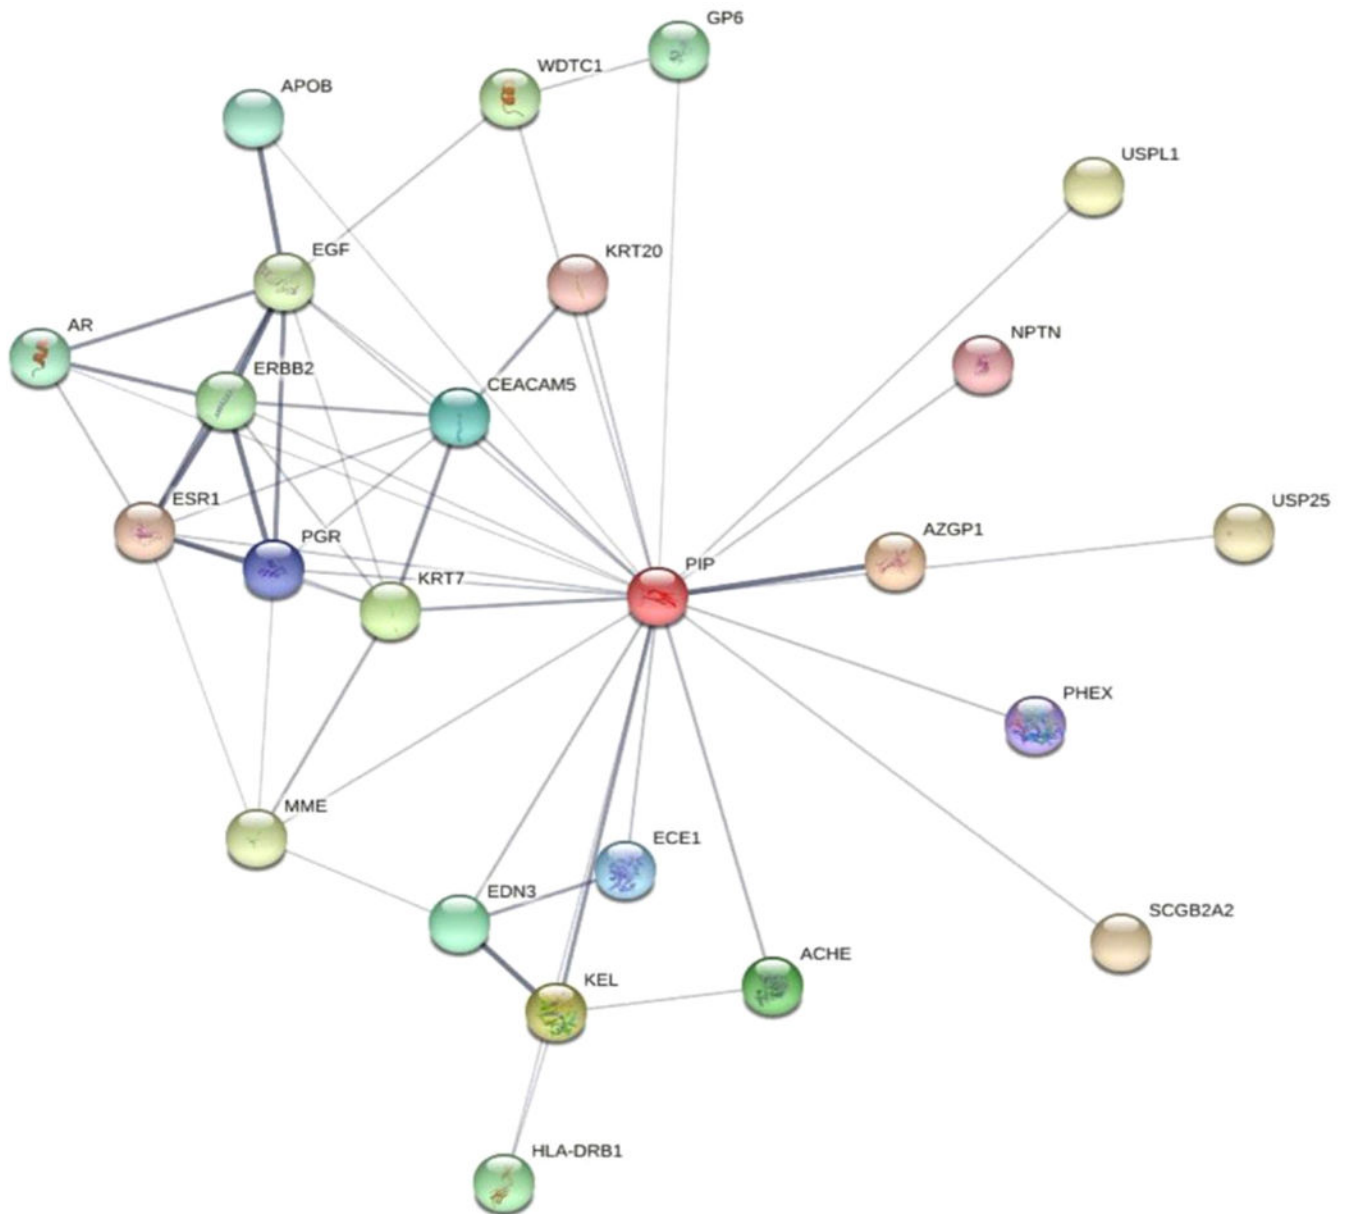 GP6
WDTC1
APOB
USPL1
EGF
KRT20
AR
NPTN
ERBB2
CEACAM5
ESR1
USP25
PGR
AZGP1
PIP
KRT7
PHEX
MME
ECE1
EDN3
SCGB2A2
ACHE
KEL
HLA-DRB1